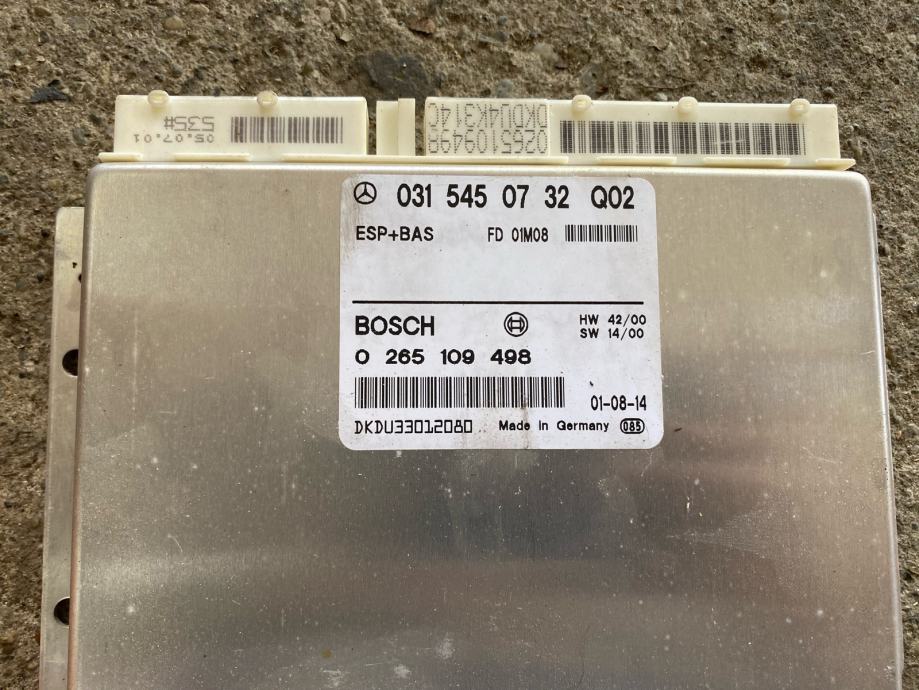 05.07.01
535#
DK0D14K314C
0265109498
031 545 07 32 Q02
ESP+BAS FD 01M08
BOSCH HW 42/00
SW 14/00
0 265 109 498
01-08-14
DKDU33012080 Made in Germany 085